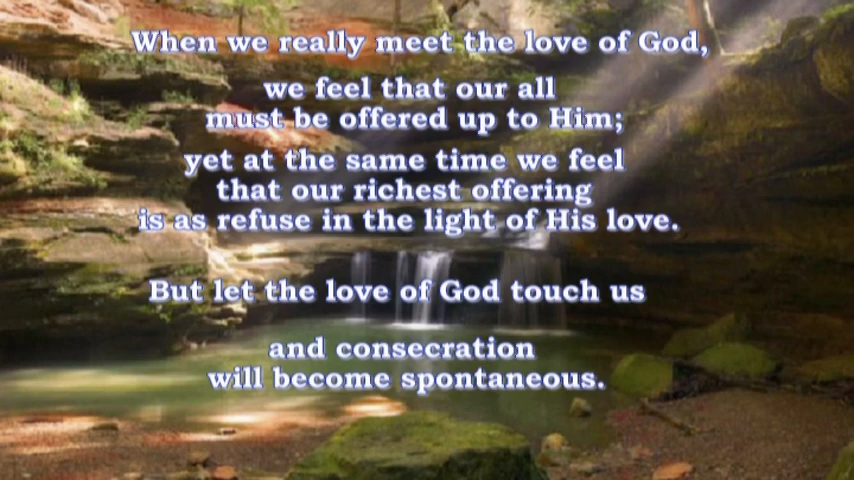 When we really meet the love of God,
we feel that our all
must be offered up to Him;
yet at the same time we feel
that our richest offering
is as refuse in the light of His love.
But let the love of God touch us
and consecration
will become spontaneous.